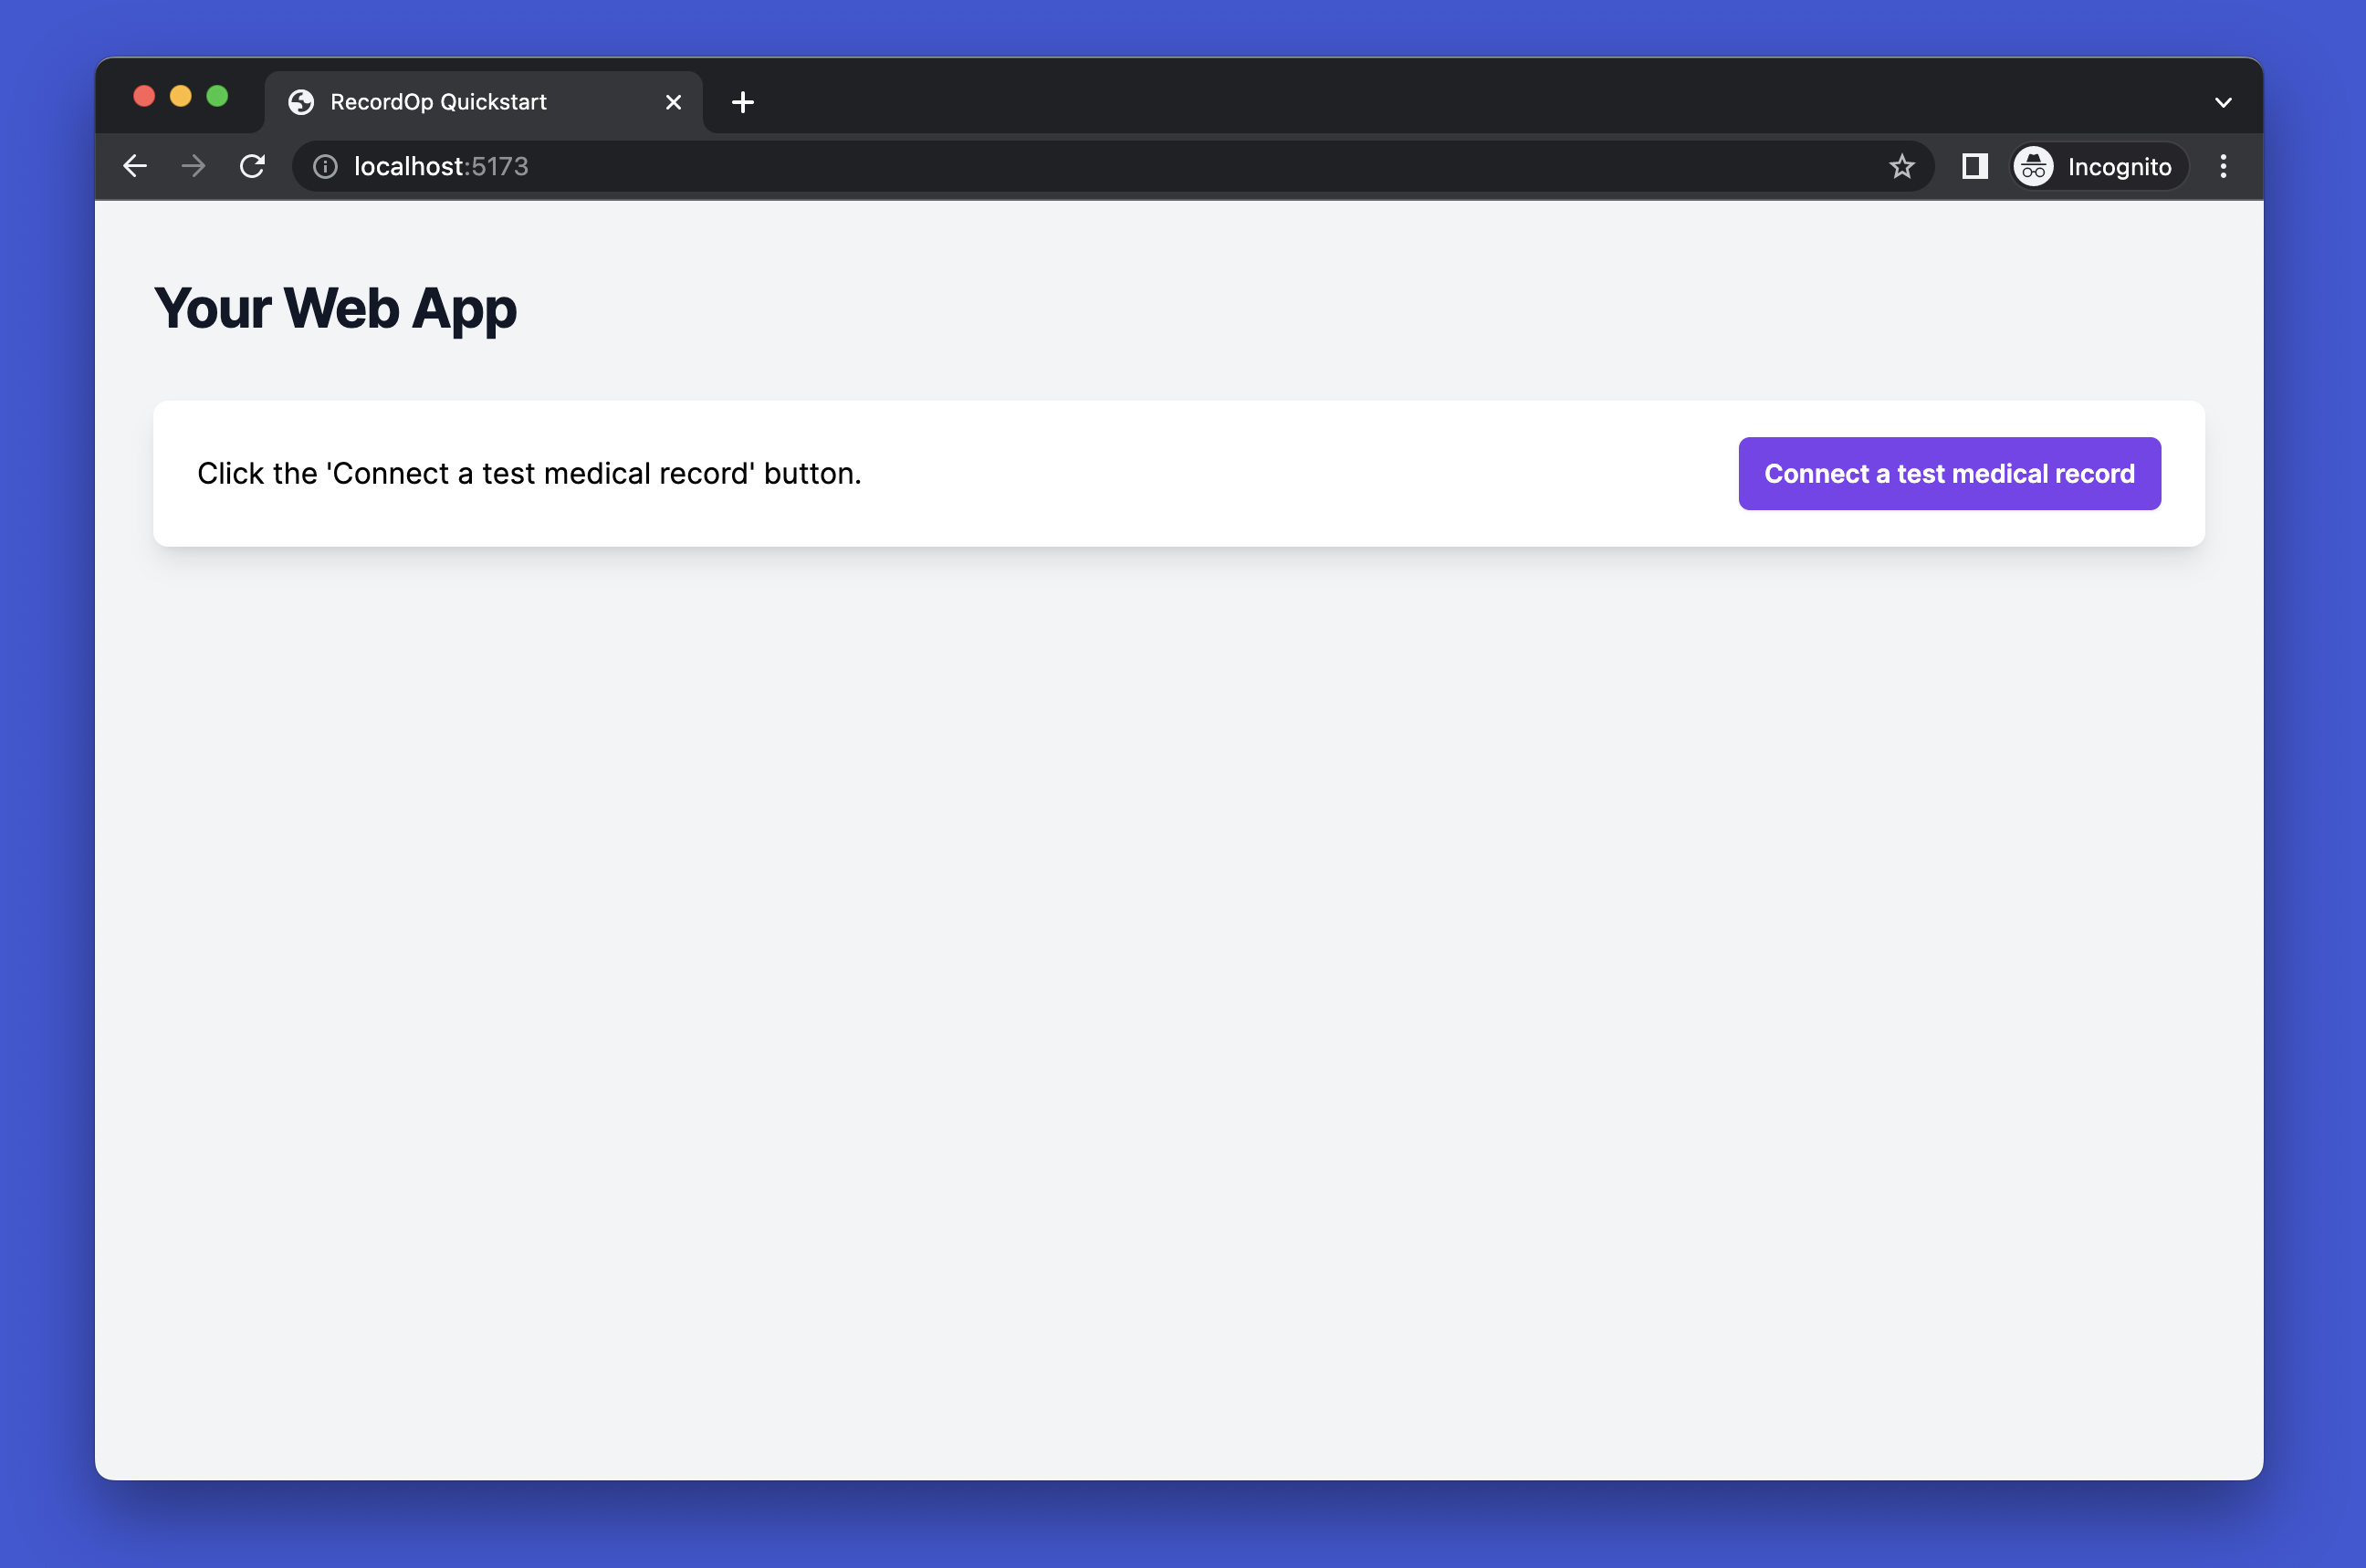 RecordOp Quickstart
localhost:5173
Incognito
Your Web App
Click the 'Connect a test medical record' button.
Connect a test medical record